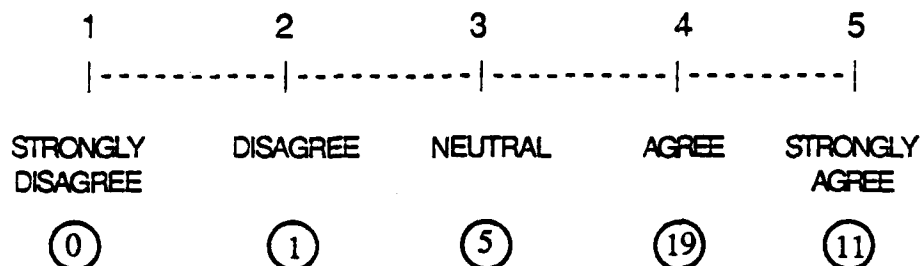 1 2 3 4 5
STRONGLY DISAGREE NEUTRAL AGREE STRONGLY
DISAGREE AGREE
0 1 5 19 11